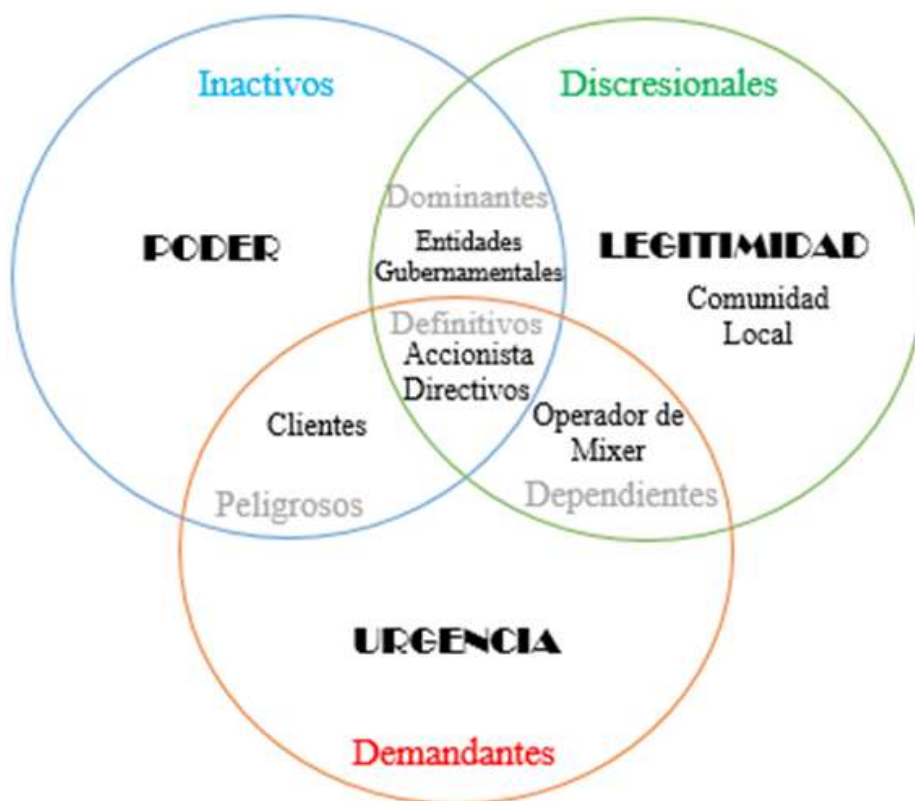 Inactivos
Discresionales
Dominantes
PODER
Entidades
Gubernamentales
LEGITIMIDAD
Comunidad
Local
Definitivos
Accionista
Directivos
Clientes
Operador de
Mixer
Peligrosos
Dependientes
URGENCIA
Demandantes